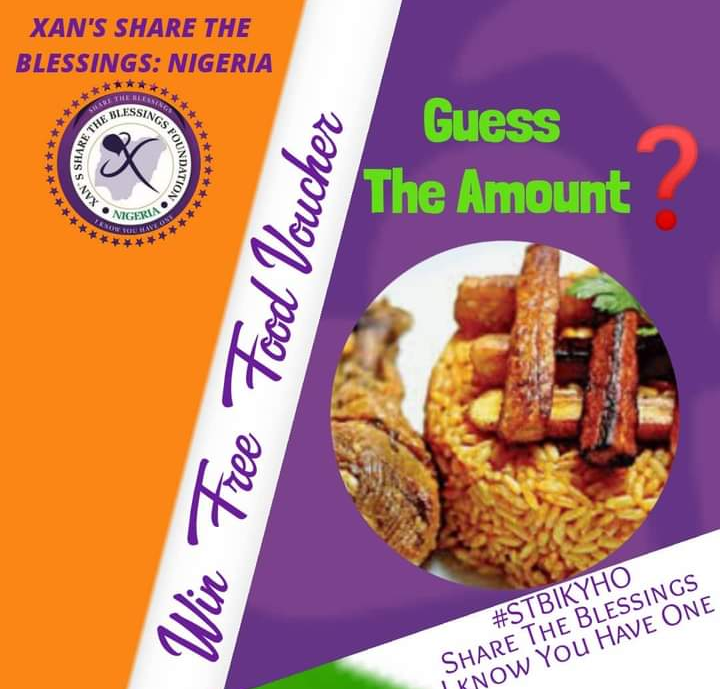 XAN'S SHARE THE
BLESSINGS: NIGERIA
SHARE THE BLESSINGS
XAN'S SHARE THE BLESSINGS FOUNDATION
NIGERIA
I KNOW YOU HAVE ONE
Win Free Food Voucher
Guess
The Amount ❓
#STBIKYHO
SHARE THE BLESSINGS
I KNOW YOU HAVE ONE